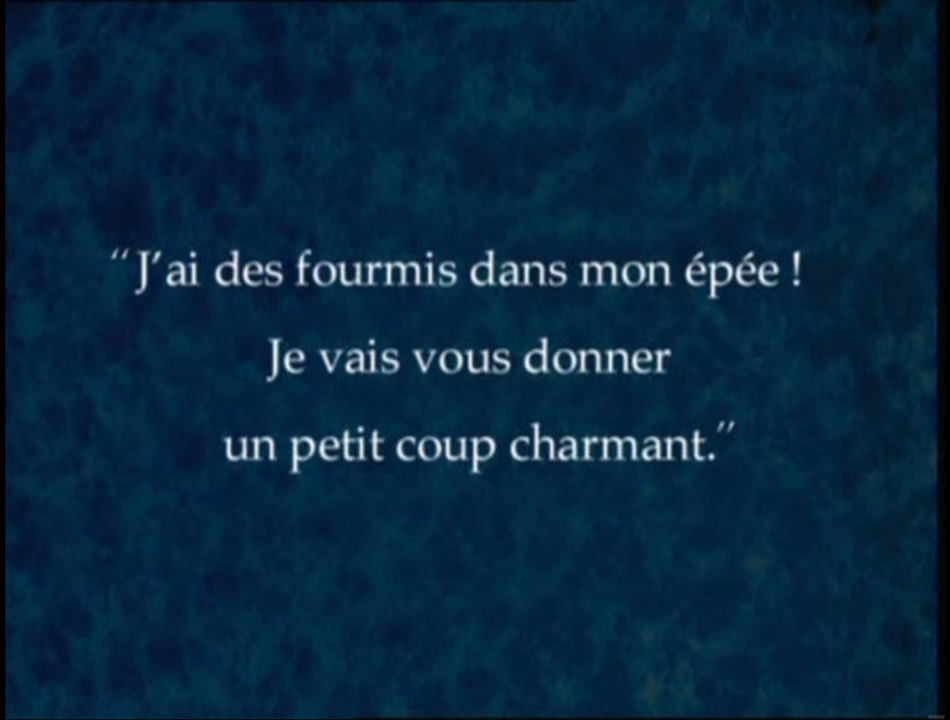 “J’ai des fourmis dans mon épée !
Je vais vous donner
un petit coup charmant.”